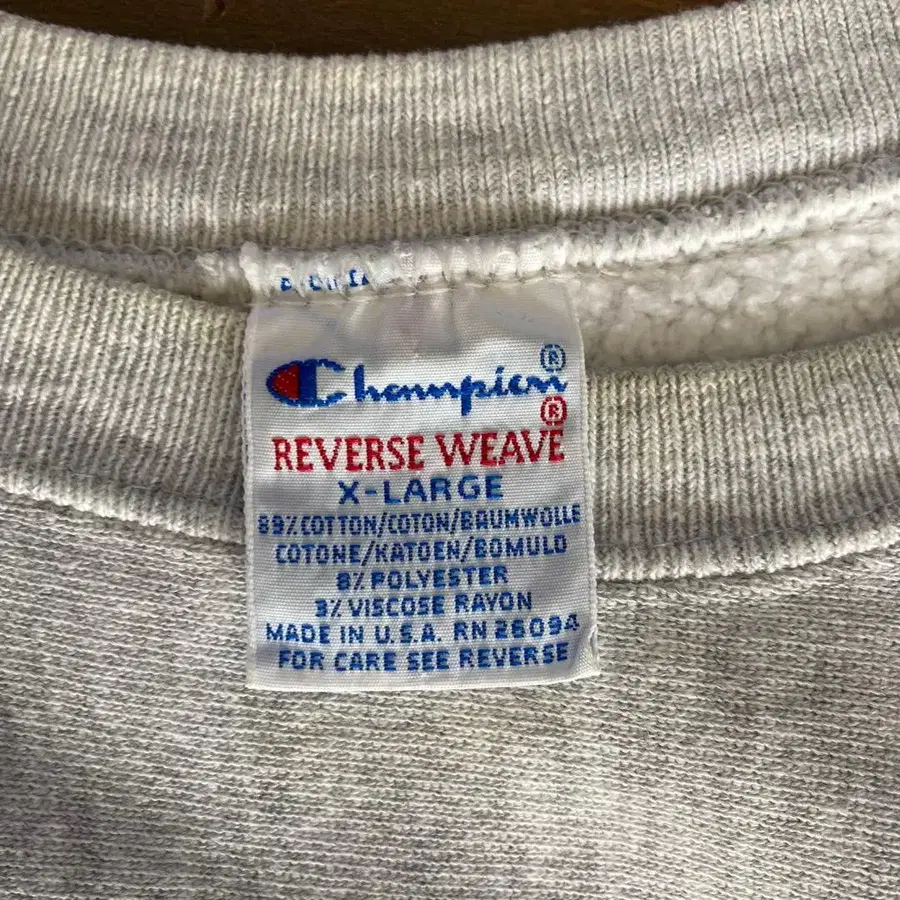 Champion®
REVERSE WEAVE®
X-LARGE
89% COTTON/COTON/BAUMWOLLE
COTONE/KATOEN/BOMULD
8% POLYESTER
3% VISCOSE RAYON
MADE IN U.S.A. RN 26094
FOR CARE SEE REVERSE